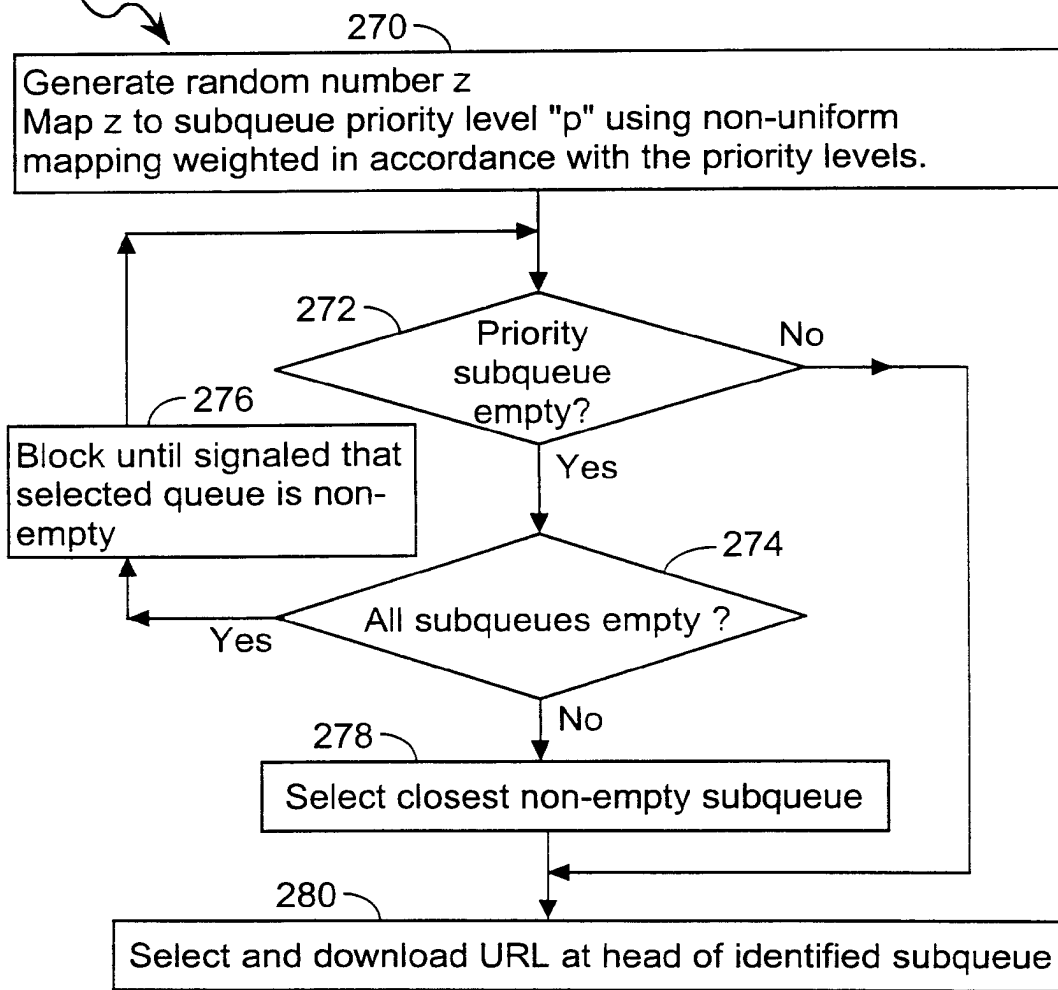 270
Generate random number z
Map z to subqueue priority level "p" using non-uniform
mapping weighted in accordance with the priority levels.
272
Priority
subqueue
empty?
No
Yes
276
Block until signaled that
selected queue is non-
empty
274
All subqueues empty ?
Yes
No
278
Select closest non-empty subqueue
280
Select and download URL at head of identified subqueue